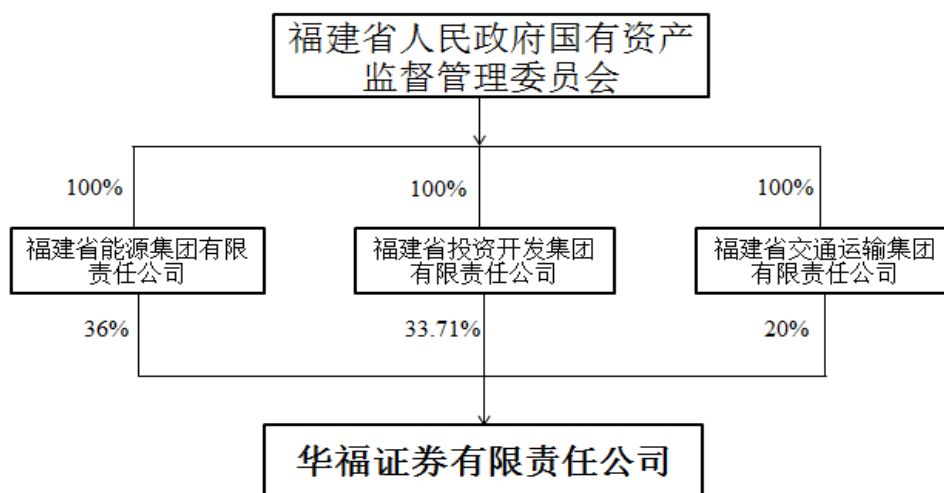 福建省人民政府国有资产
监督管理委员会
100%
100%
100%
福建省能源集团有限
责任公司
福建省投资开发集团
有限责任公司
福建省交通运输集团
有限责任公司
36%
33.71%
20%
华福证券有限责任公司